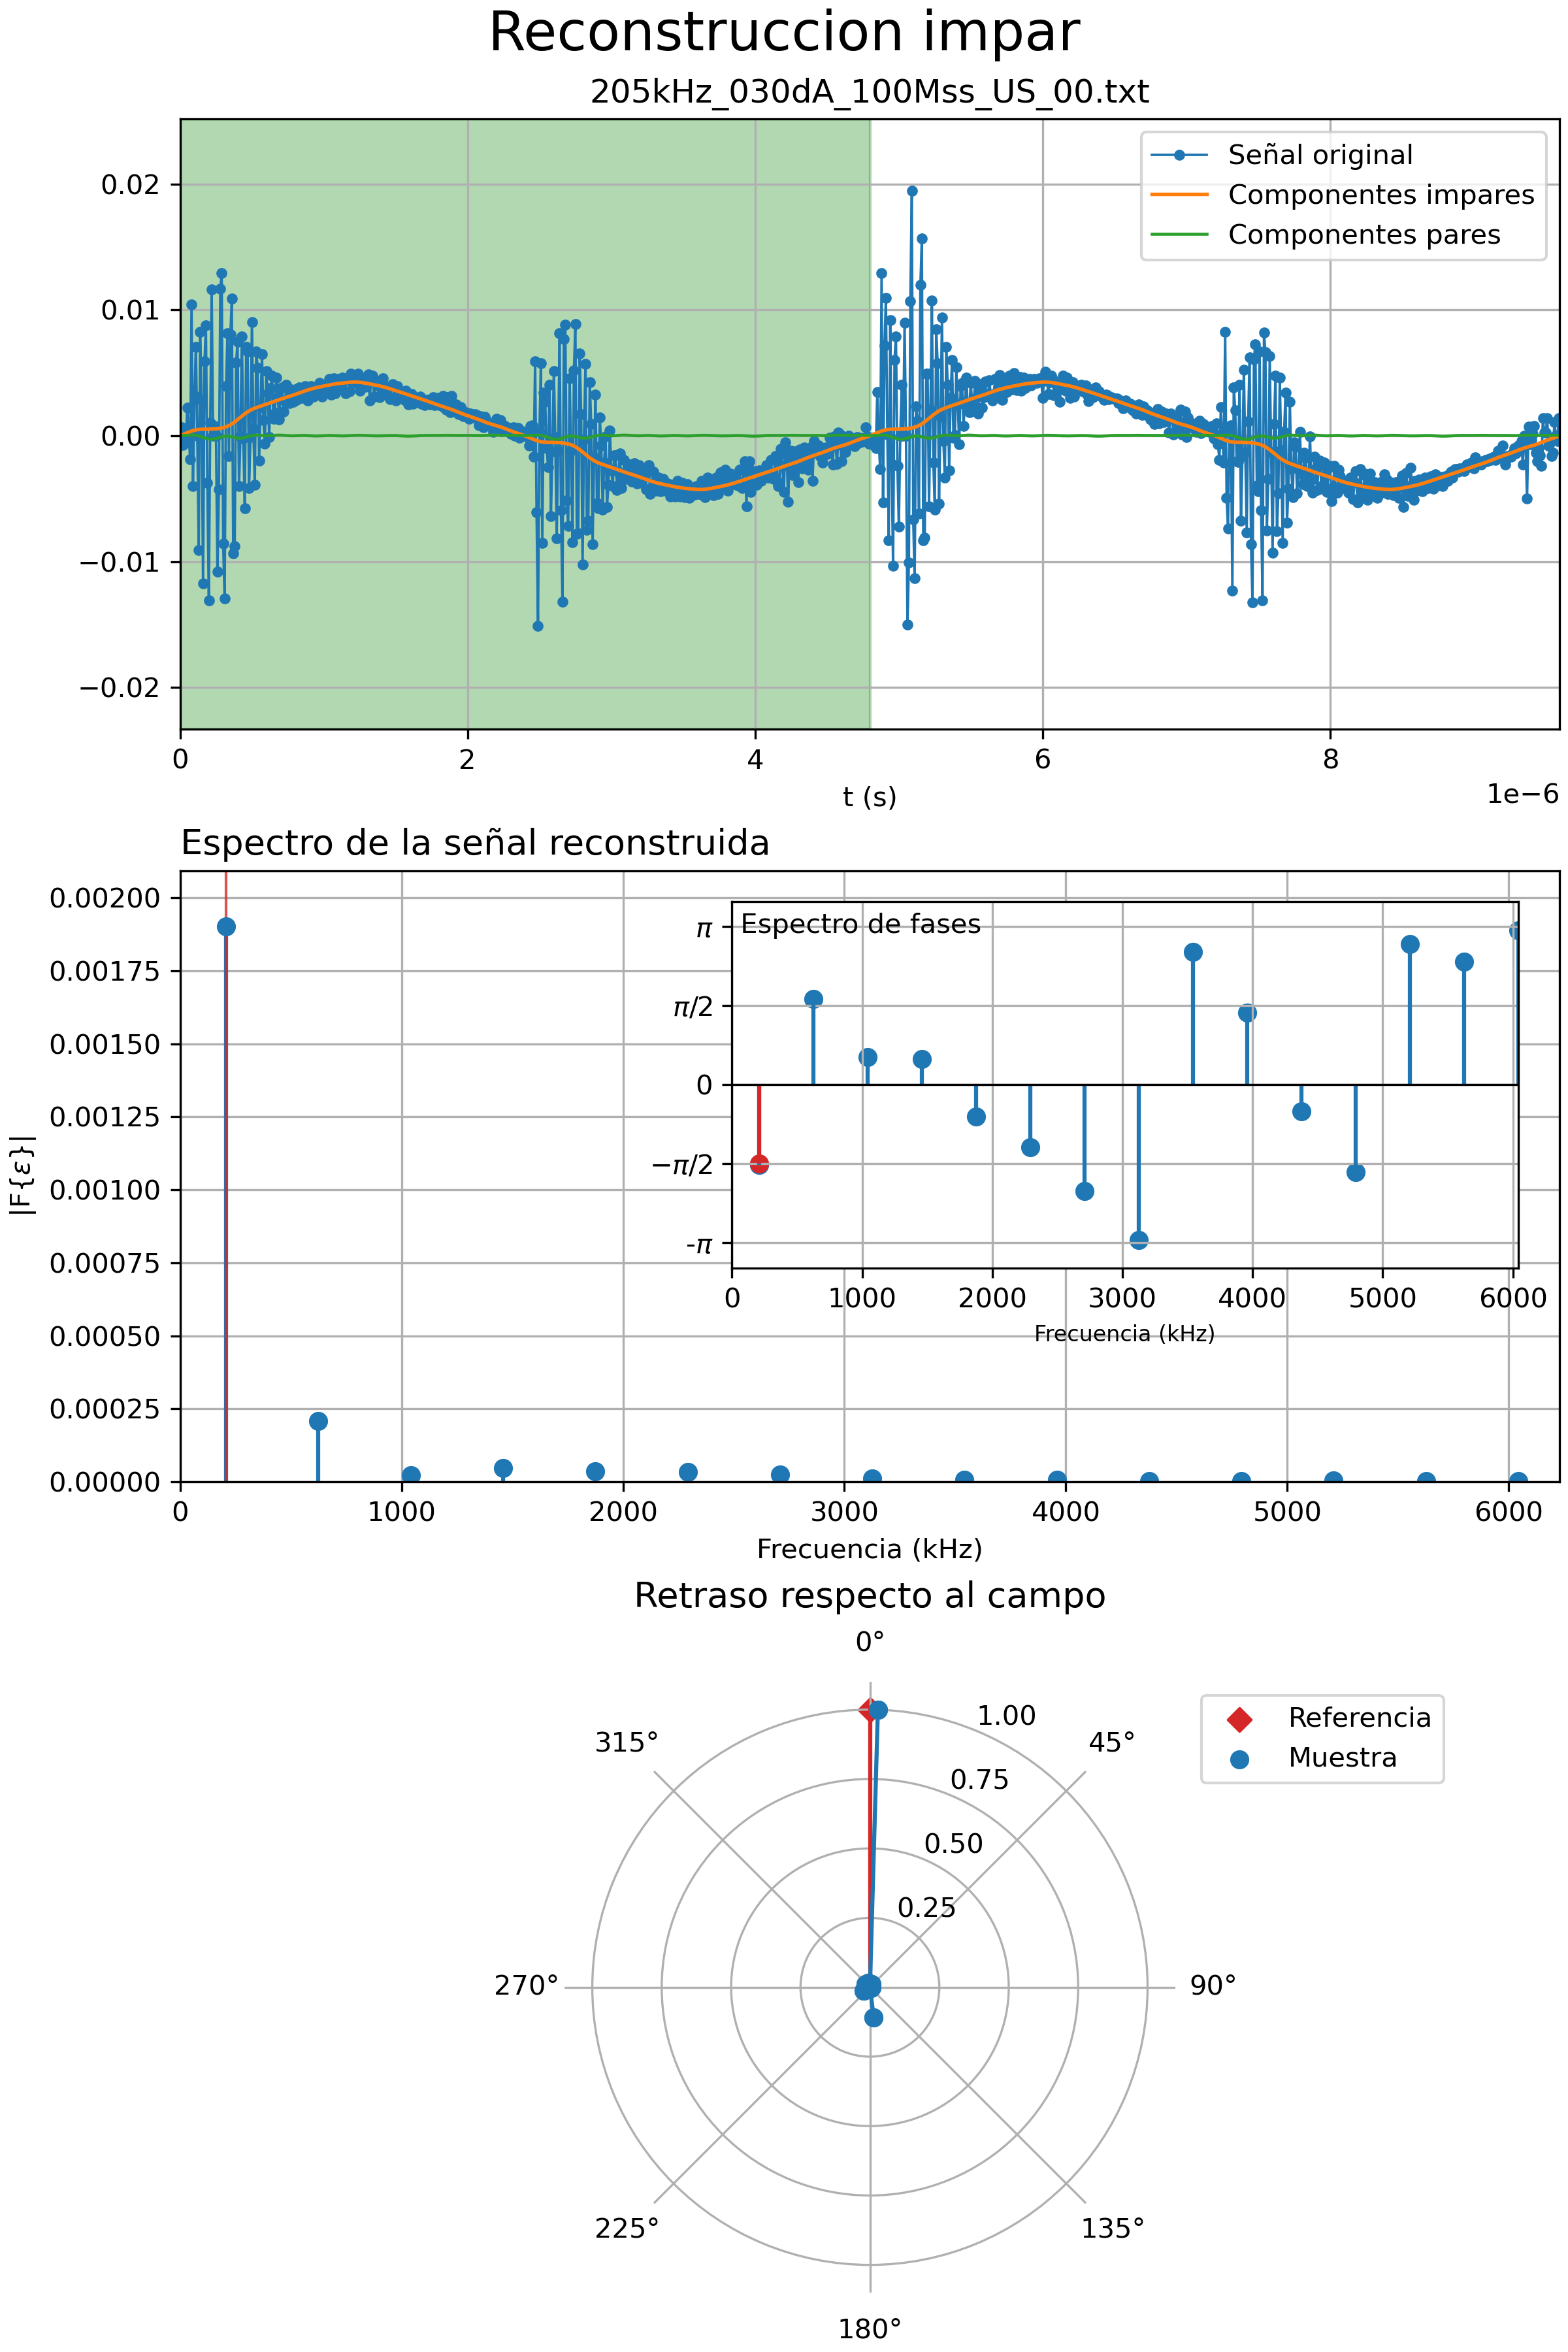 Reconstruccion impar
205kHz_030dA_100Mss_US_00.txt
Señal original
Componentes impares
Componentes pares
0.02
0.01
0.00
−0.01
−0.02
0 2 4 6 8
t (s)
1e−6
Espectro de la señal reconstruida
0.00200
0.00175
0.00150
0.00125
0.00100
0.00075
0.00050
0.00025
0.00000
|F{ε}|
Espectro de fases
π
π/2
0
−π/2
-π
0 1000 2000 3000 4000 5000 6000
Frecuencia (kHz)
0 1000 2000 3000 4000 5000 6000
Frecuencia (kHz)
Retraso respecto al campo
0°
45°
90°
135°
180°
225°
270°
315°
1.00
0.75
0.50
0.25
Referencia
Muestra